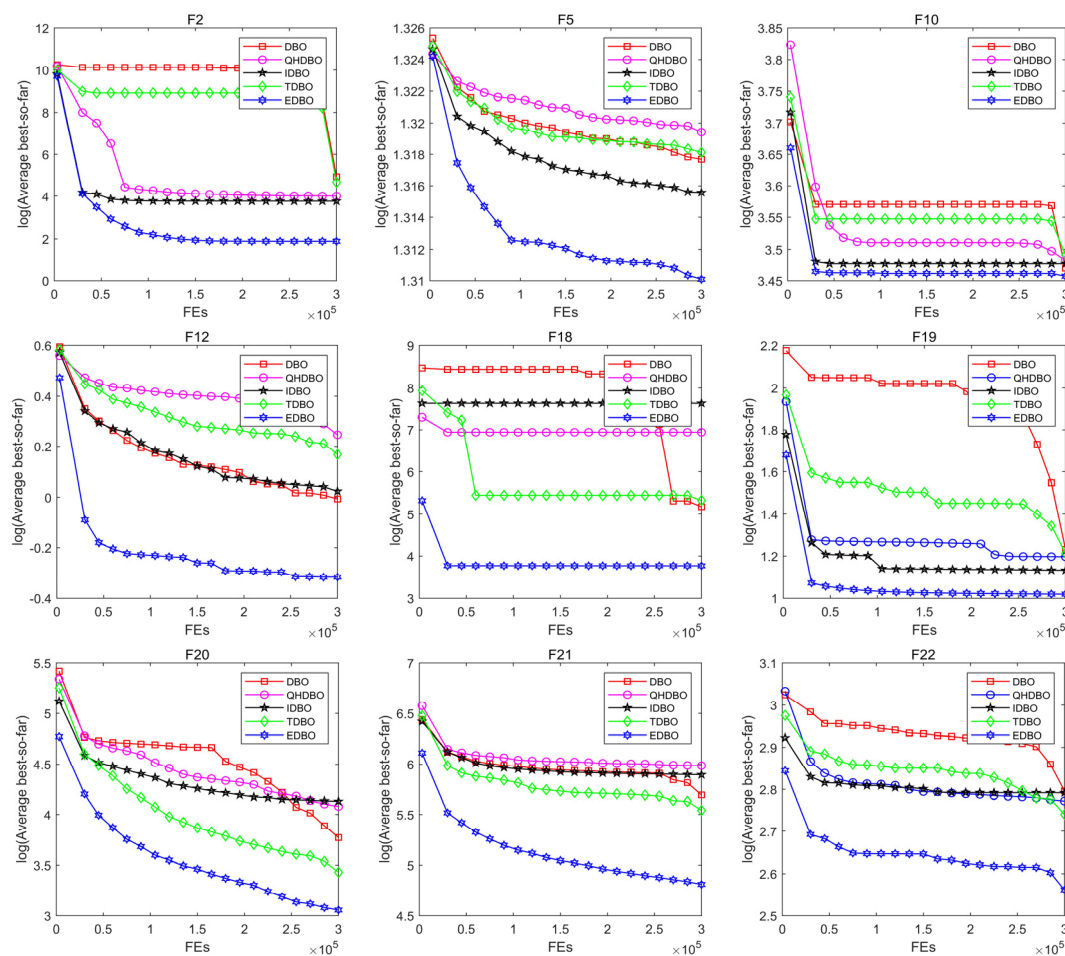 F2
log(Average best-so-far)
12
10
8
6
4
2
0
DBO
QHDBO
IDBO
TDBO
EDBO
0 0.5 1 1.5 2 2.5 3
FEs ×10^5
F5
log(Average best-so-far)
1.326
1.324
1.322
1.320
1.318
1.316
1.314
1.312
1.31
DBO
QHDBO
IDBO
TDBO
EDBO
0 0.5 1 1.5 2 2.5 3
FEs ×10^5
F10
log(Average best-so-far)
3.85
3.8
3.75
3.7
3.65
3.6
3.55
3.5
3.45
DBO
QHDBO
IDBO
TDBO
EDBO
0 0.5 1 1.5 2 2.5 3
FEs ×10^5
F12
log(Average best-so-far)
0.6
0.4
0.2
0
-0.2
-0.4
DBO
QHDBO
IDBO
TDBO
EDBO
0 0.5 1 1.5 2 2.5 3
FEs ×10^5
F18
log(Average best-so-far)
9
8
7
6
5
4
3
DBO
QHDBO
IDBO
TDBO
EDBO
0 0.5 1 1.5 2 2.5 3
FEs ×10^5
F19
log(Average best-so-far)
2.2
2
1.8
1.6
1.4
1.2
1
DBO
QHDBO
IDBO
TDBO
EDBO
0 0.5 1 1.5 2 2.5 3
FEs ×10^5
F20
log(Average best-so-far)
5.5
5
4.5
4
3.5
3
DBO
QHDBO
IDBO
TDBO
EDBO
0 0.5 1 1.5 2 2.5 3
FEs ×10^5
F21
log(Average best-so-far)
7
6.5
6
5.5
5
4.5
DBO
QHDBO
IDBO
TDBO
EDBO
0 0.5 1 1.5 2 2.5 3
FEs ×10^5
F22
log(Average best-so-far)
3.1
3
2.9
2.8
2.7
2.6
2.5
DBO
QHDBO
IDBO
TDBO
EDBO
0 0.5 1 1.5 2 2.5 3
FEs ×10^5